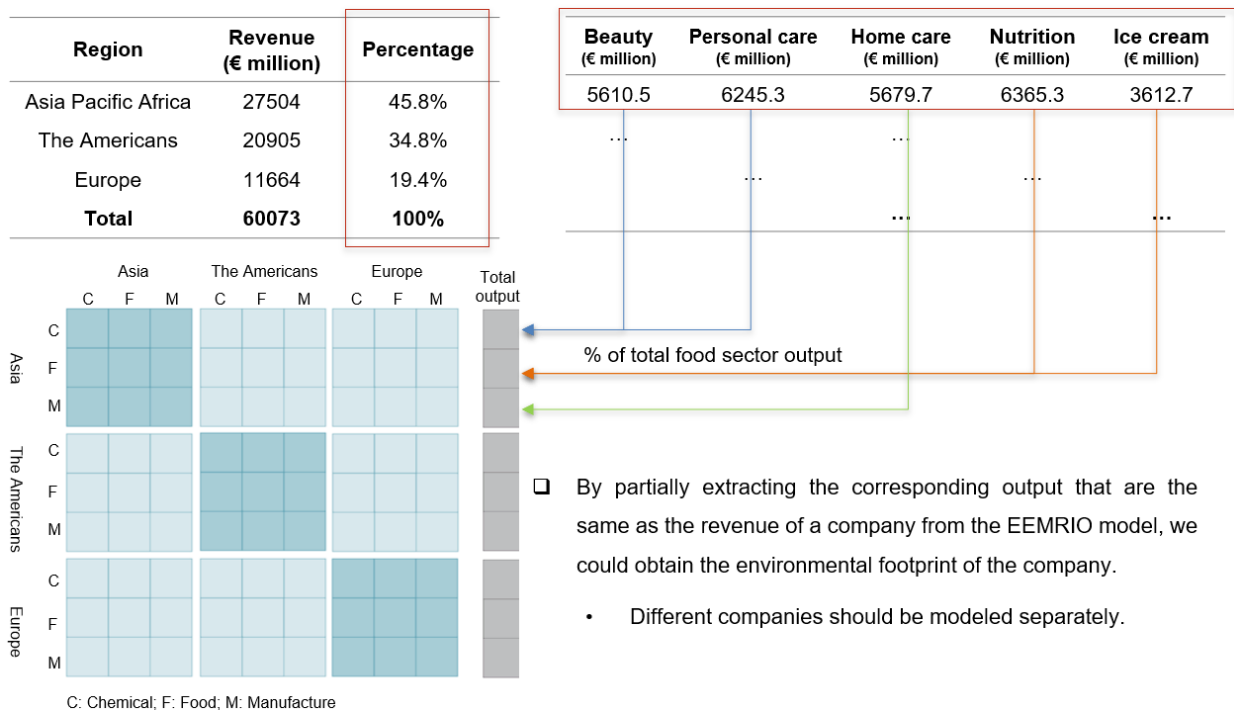 Region Revenue (€ million) Percentage
Asia Pacific Africa 27504 45.8%
The Americans 20905 34.8%
Europe 11664 19.4%
Total 60073 100%
Beauty (€ million) Personal care (€ million) Home care (€ million) Nutrition (€ million) Ice cream (€ million)
5610.5 6245.3 5679.7 6365.3 3612.7
... ...
... ...
... ...
Asia The Americans Europe Total output
C F M C F M C F M
Asia
C
F
M
The Americans
C
F
M
Europe
C
F
M
% of total food sector output
C: Chemical; F: Food; M: Manufacture
❑ By partially extracting the corresponding output that are the
same as the revenue of a company from the EEMRIO model, we
could obtain the environmental footprint of the company.
• Different companies should be modeled separately.